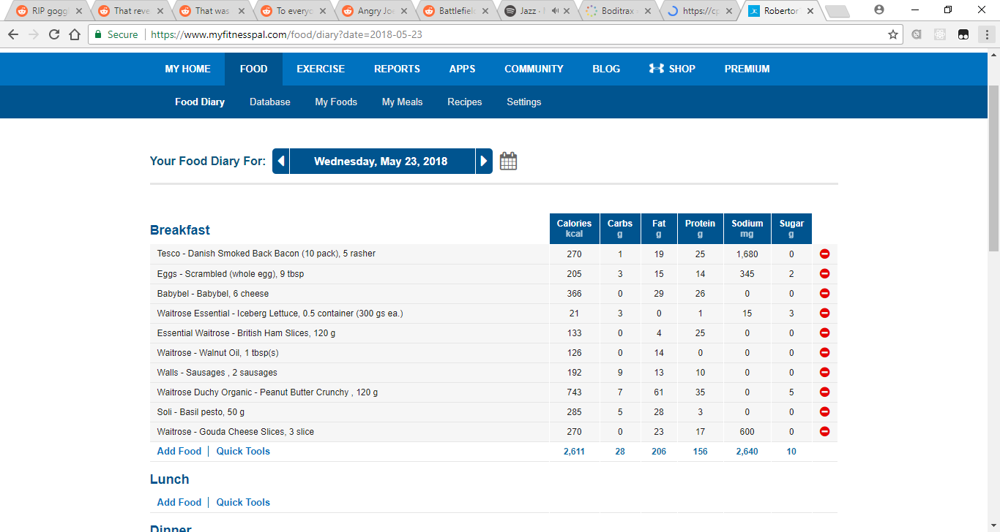 RIP goggl That reve That was To everyc Angry Joe Battlefield Jazz · Boditrax https://cp Robertor
Secure https://www.myfitnesspal.com/food/diary?date=2018-05-23
MY HOME FOOD EXERCISE REPORTS APPS COMMUNITY BLOG SHOP PREMIUM
Food Diary Database My Foods My Meals Recipes Settings
Your Food Diary For: Wednesday, May 23, 2018
Breakfast Calories kcal Carbs g Fat g Protein g Sodium mg Sugar g
Tesco - Danish Smoked Back Bacon (10 pack), 5 rasher 270 1 19 25 1,680 0
Eggs - Scrambled (whole egg), 9 tbsp 205 3 15 14 345 2
Babybel - Babybel, 6 cheese 366 0 29 26 0 0
Waitrose Essential - Iceberg Lettuce, 0.5 container (300 gs ea.) 21 3 0 1 15 3
Essential Waitrose - British Ham Slices, 120 g 133 0 4 25 0 0
Waitrose - Walnut Oil, 1 tbsp(s) 126 0 14 0 0 0
Walls - Sausages , 2 sausages 192 9 13 10 0 0
Waitrose Duchy Organic - Peanut Butter Crunchy , 120 g 743 7 61 35 0 5
Soli - Basil pesto, 50 g 285 5 28 3 0 0
Waitrose - Gouda Cheese Slices, 3 slice 270 0 23 17 600 0
Add Food | Quick Tools 2,611 28 206 156 2,640 10
Lunch
Add Food | Quick Tools
Dinner